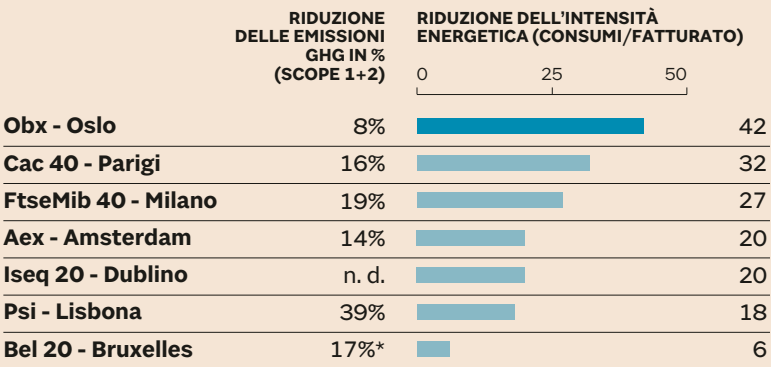 RIDUZIONE
DELLE EMISSIONI
GHG IN %
(SCOPE 1+2)
RIDUZIONE DELL'INTENSITÀ
ENERGETICA (CONSUMI/FATTURATO)
0 25 50
Obx - Oslo 8% 42
Cac 40 - Parigi 16% 32
FtseMib 40 - Milano 19% 27
Aex - Amsterdam 14% 20
Iseq 20 - Dublino n. d. 20
Psi - Lisbona 39% 18
Bel 20 - Bruxelles 17%* 6